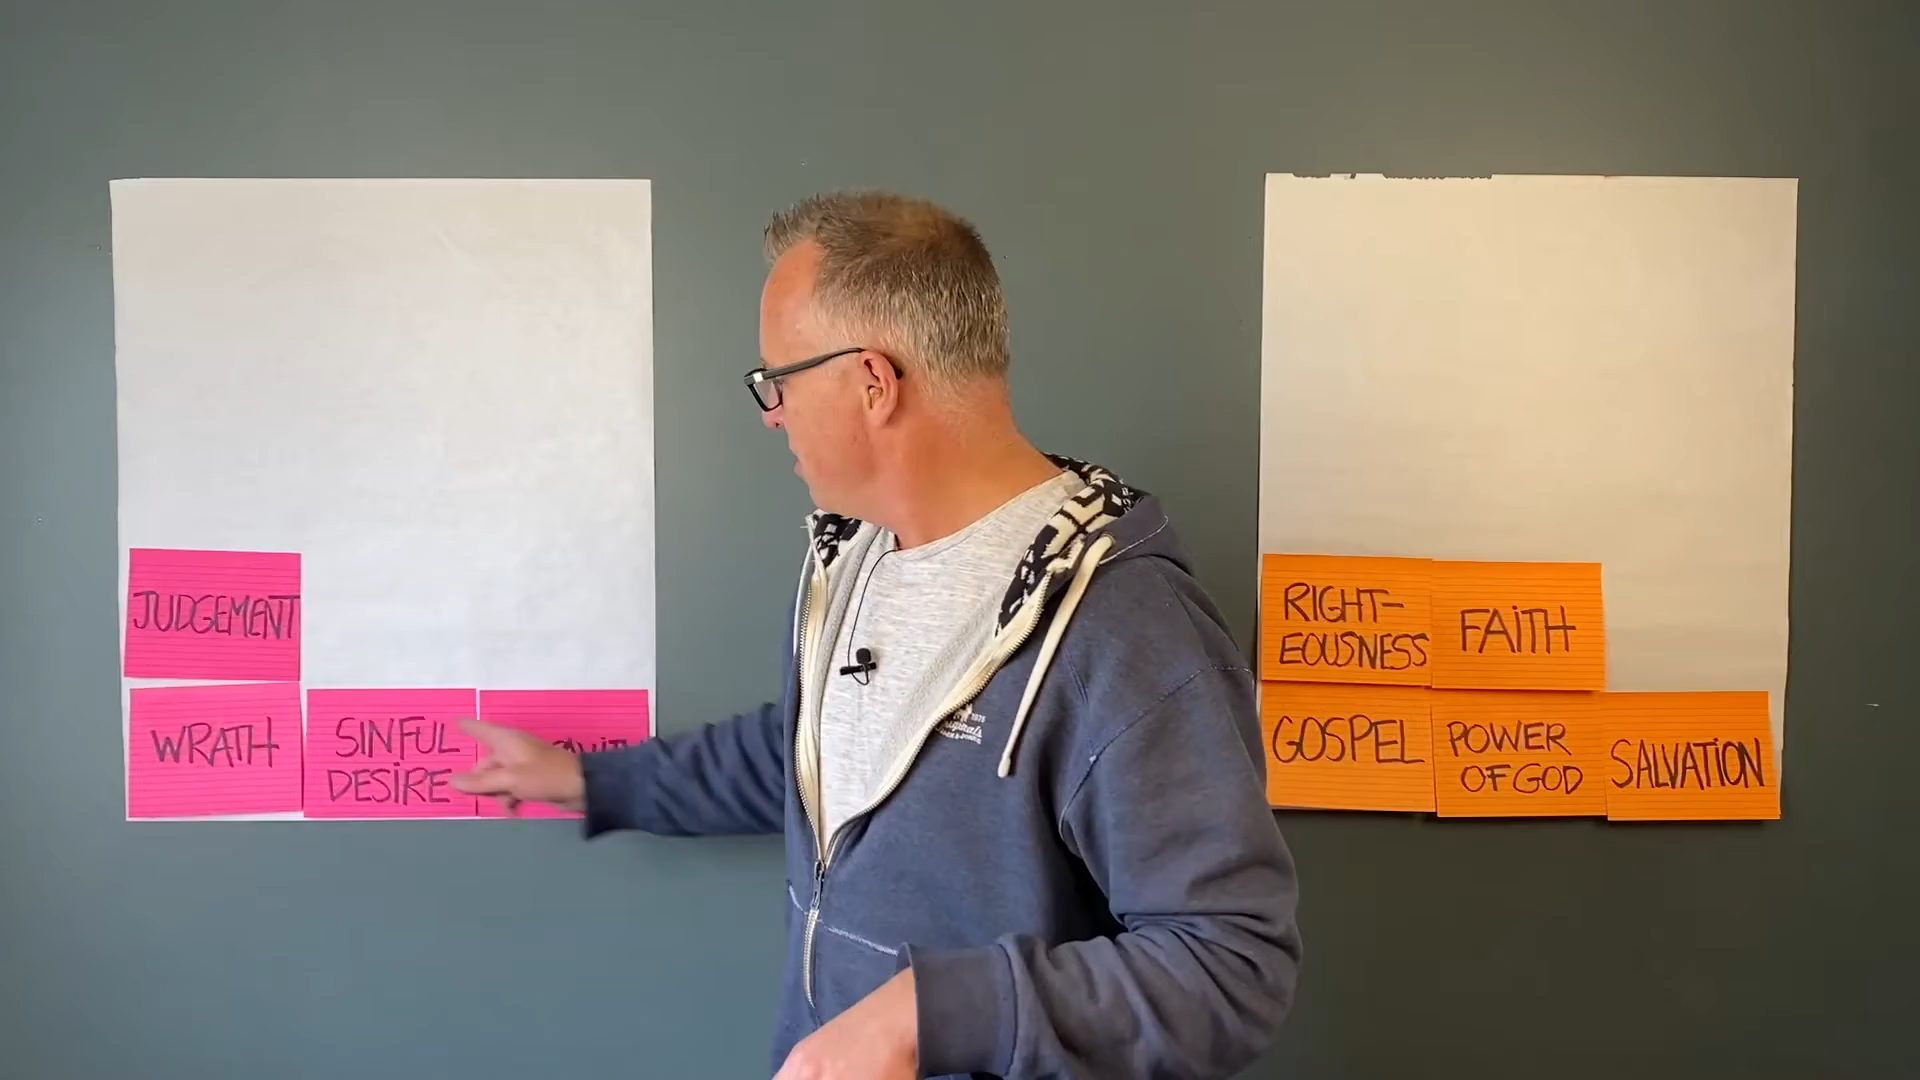 JUDGEMENT
WRATH
SINFUL
DESIRE
RIGHT-
EOUSNESS
FAITH
GOSPEL
POWER
OF GOD
SALVATION